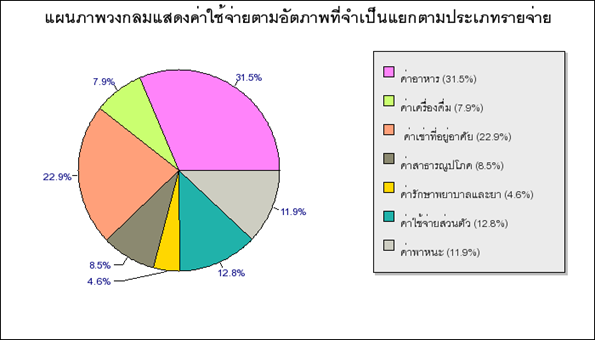 แผนภาพวงกลมแสดงค่าใช้จ่ายตามอัตภาพที่จำเป็นแยกตามประเภทรายจ่าย
31.5%
7.9%
22.9%
8.5%
4.6%
12.8%
11.9%
ค่าอาหาร (31.5%)
ค่าเครื่องดื่ม (7.9%)
ค่าเช่าที่อยู่อาศัย (22.9%)
ค่าสาธารณูปโภค (8.5%)
ค่ารักษาพยาบาลและยา (4.6%)
ค่าใช้จ่ายส่วนตัว (12.8%)
ค่าพาหนะ (11.9%)